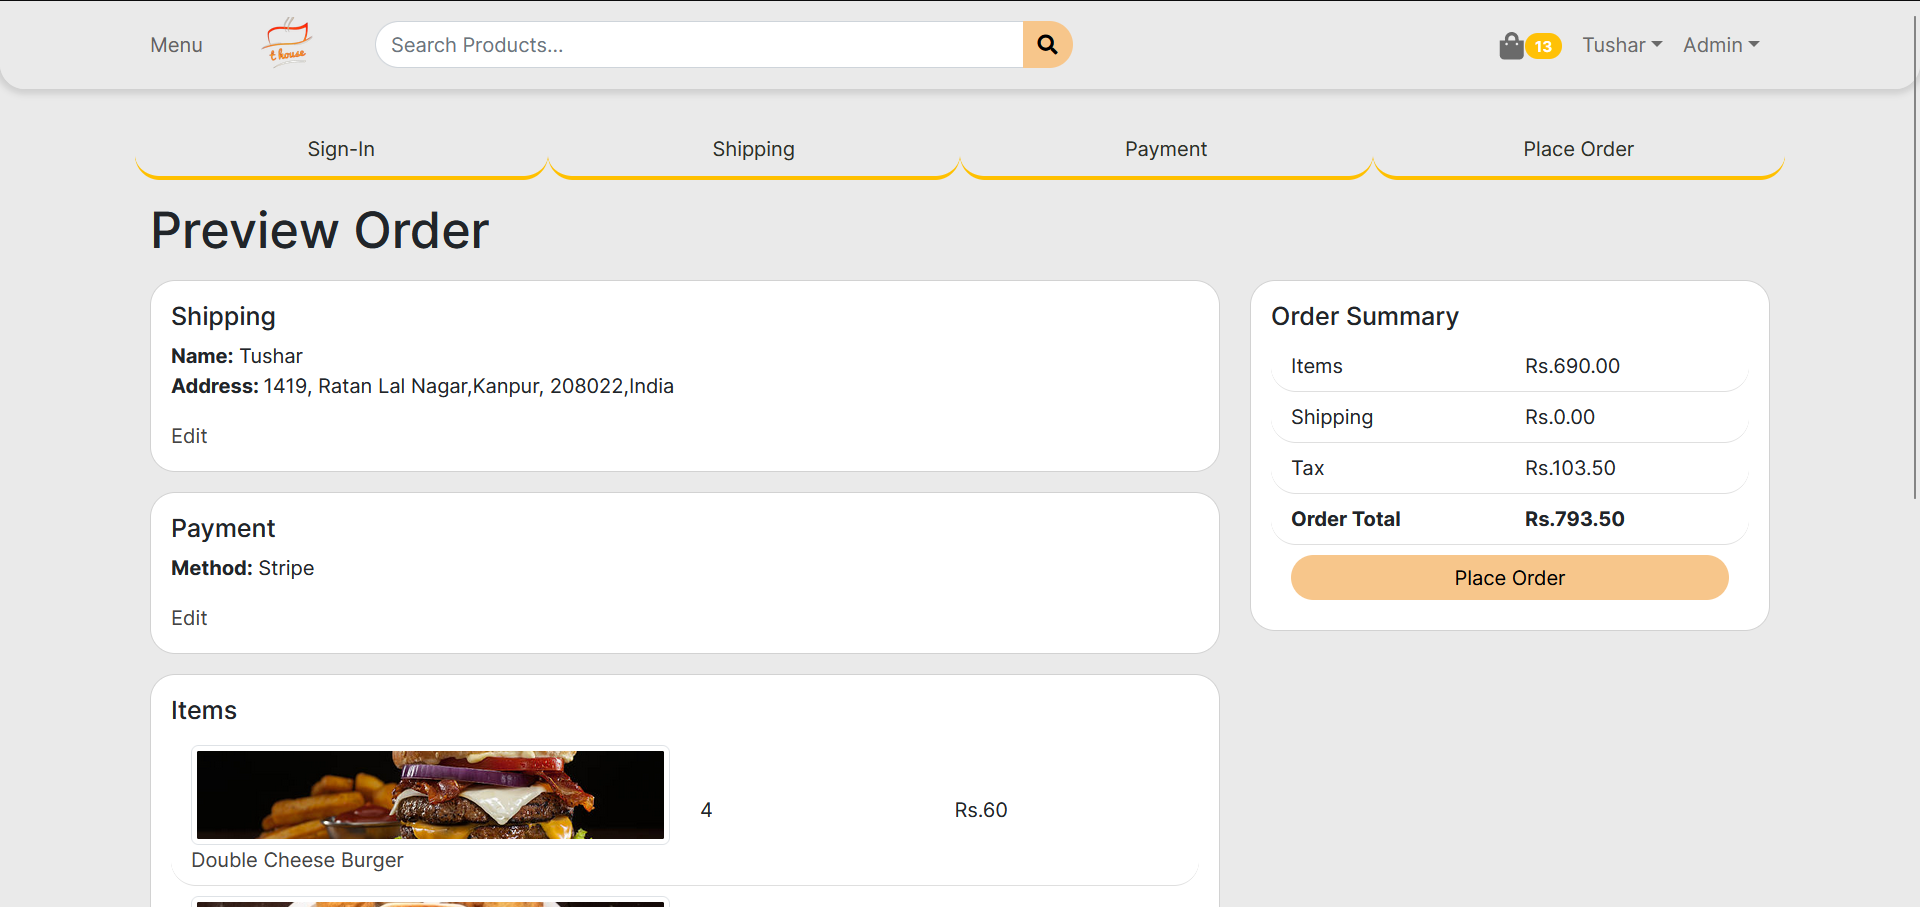 Menu
t house
Search Products...
13
Tushar
Admin
Sign-In
Shipping
Payment
Place Order
Preview Order
Shipping
Name: Tushar
Address: 1419, Ratan Lal Nagar,Kanpur, 208022,India
Edit
Payment
Method: Stripe
Edit
Items
4
Rs.60
Double Cheese Burger
Order Summary
Items Rs.690.00
Shipping Rs.0.00
Tax Rs.103.50
Order Total Rs.793.50
Place Order